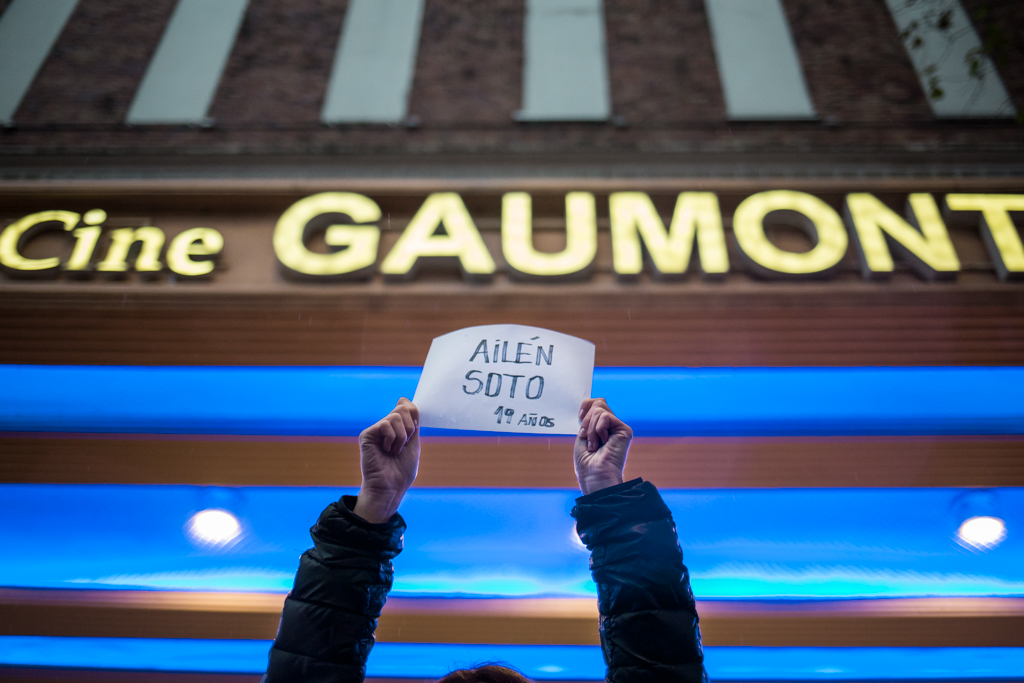 Cine GAUMONT
AiLÉN
SOTO
19 AÑOS